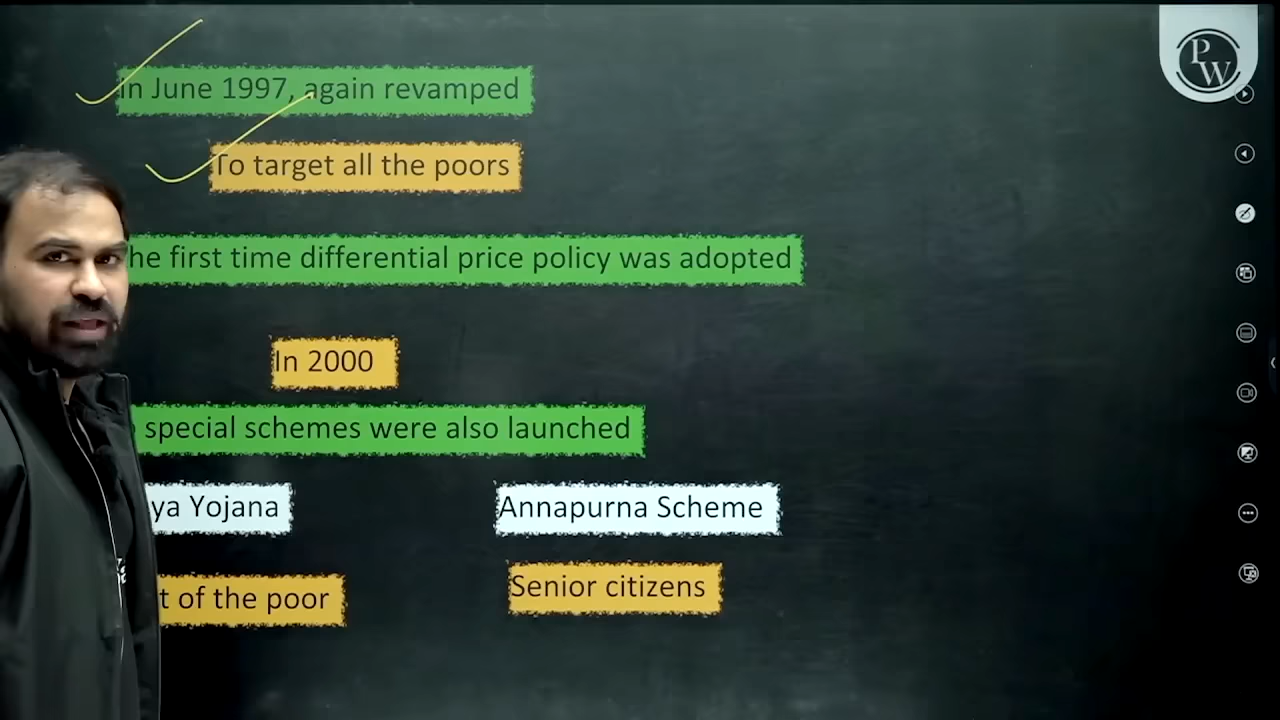 In June 1997, again revamped
To target all the poors
he first time differential price policy was adopted
In 2000
special schemes were also launched
ya Yojana
Annapurna Scheme
t of the poor
Senior citizens
PW